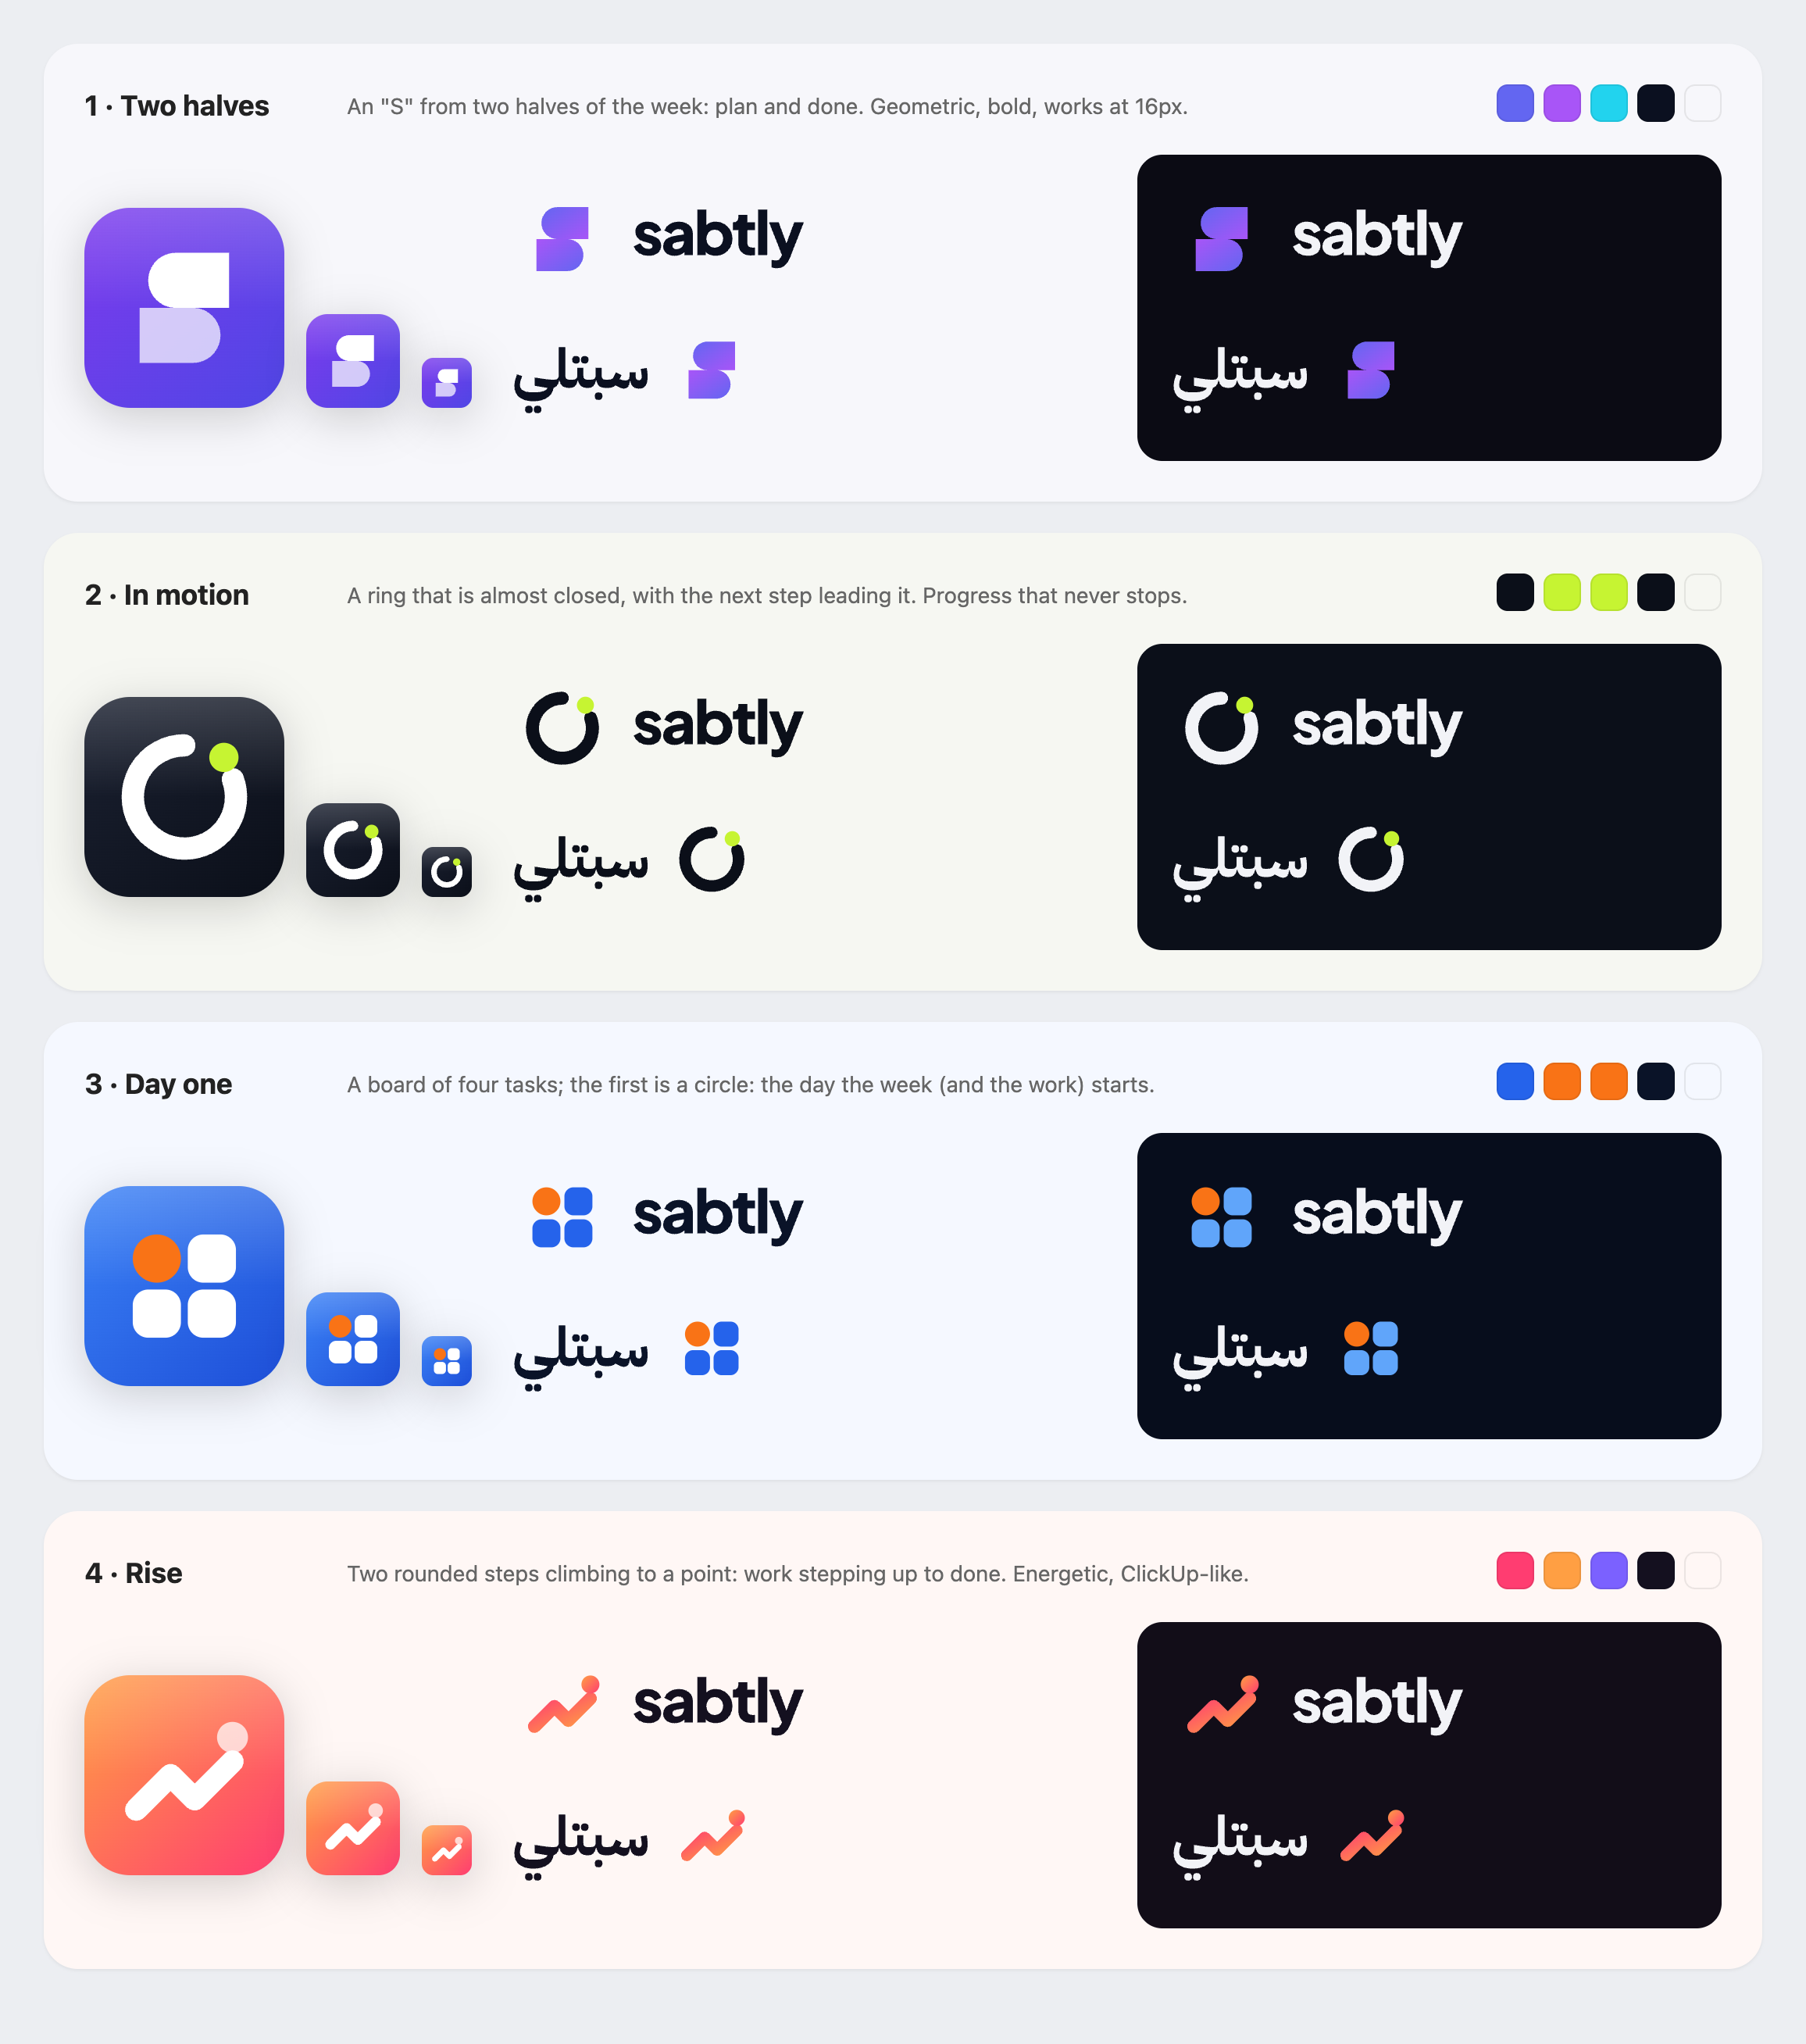 1 · Two halves
An "S" from two halves of the week: plan and done. Geometric, bold, works at 16px.
sabtly
sabtly
سبتلي
سبتلي
2 · In motion
A ring that is almost closed, with the next step leading it. Progress that never stops.
sabtly
sabtly
سبتلي
سبتلي
3 · Day one
A board of four tasks; the first is a circle: the day the week (and the work) starts.
sabtly
sabtly
سبتلي
سبتلي
4 · Rise
Two rounded steps climbing to a point: work stepping up to done. Energetic, ClickUp-like.
sabtly
sabtly
سبتلي
سبتلي